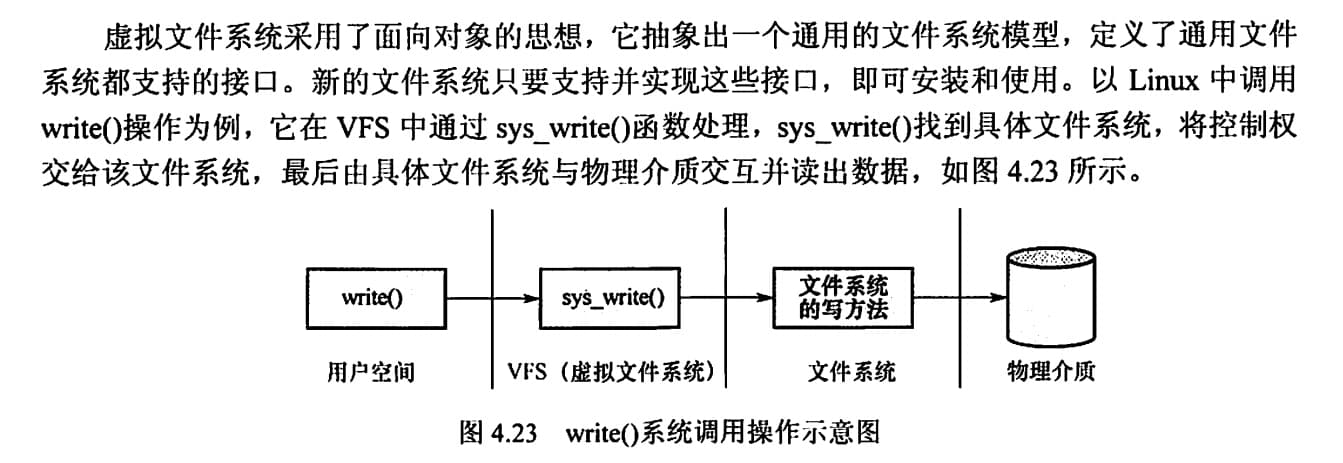 虚拟文件系统采用了面向对象的思想，它抽象出一个通用的文件系统模型，定义了通用文件
系统都支持的接口。新的文件系统只要支持并实现这些接口，即可安装和使用。以 Linux 中调用
write()操作为例，它在 VFS 中通过 sys_write()函数处理，sys_write()找到具体文件系统，将控制权
交给该文件系统，最后由具体文件系统与物理介质交互并读出数据，如图 4.23 所示。
write()
sys_write()
文件系统
的写方法
用户空间
VFS（虚拟文件系统）
文件系统
物理介质
图 4.23 write()系统调用操作示意图